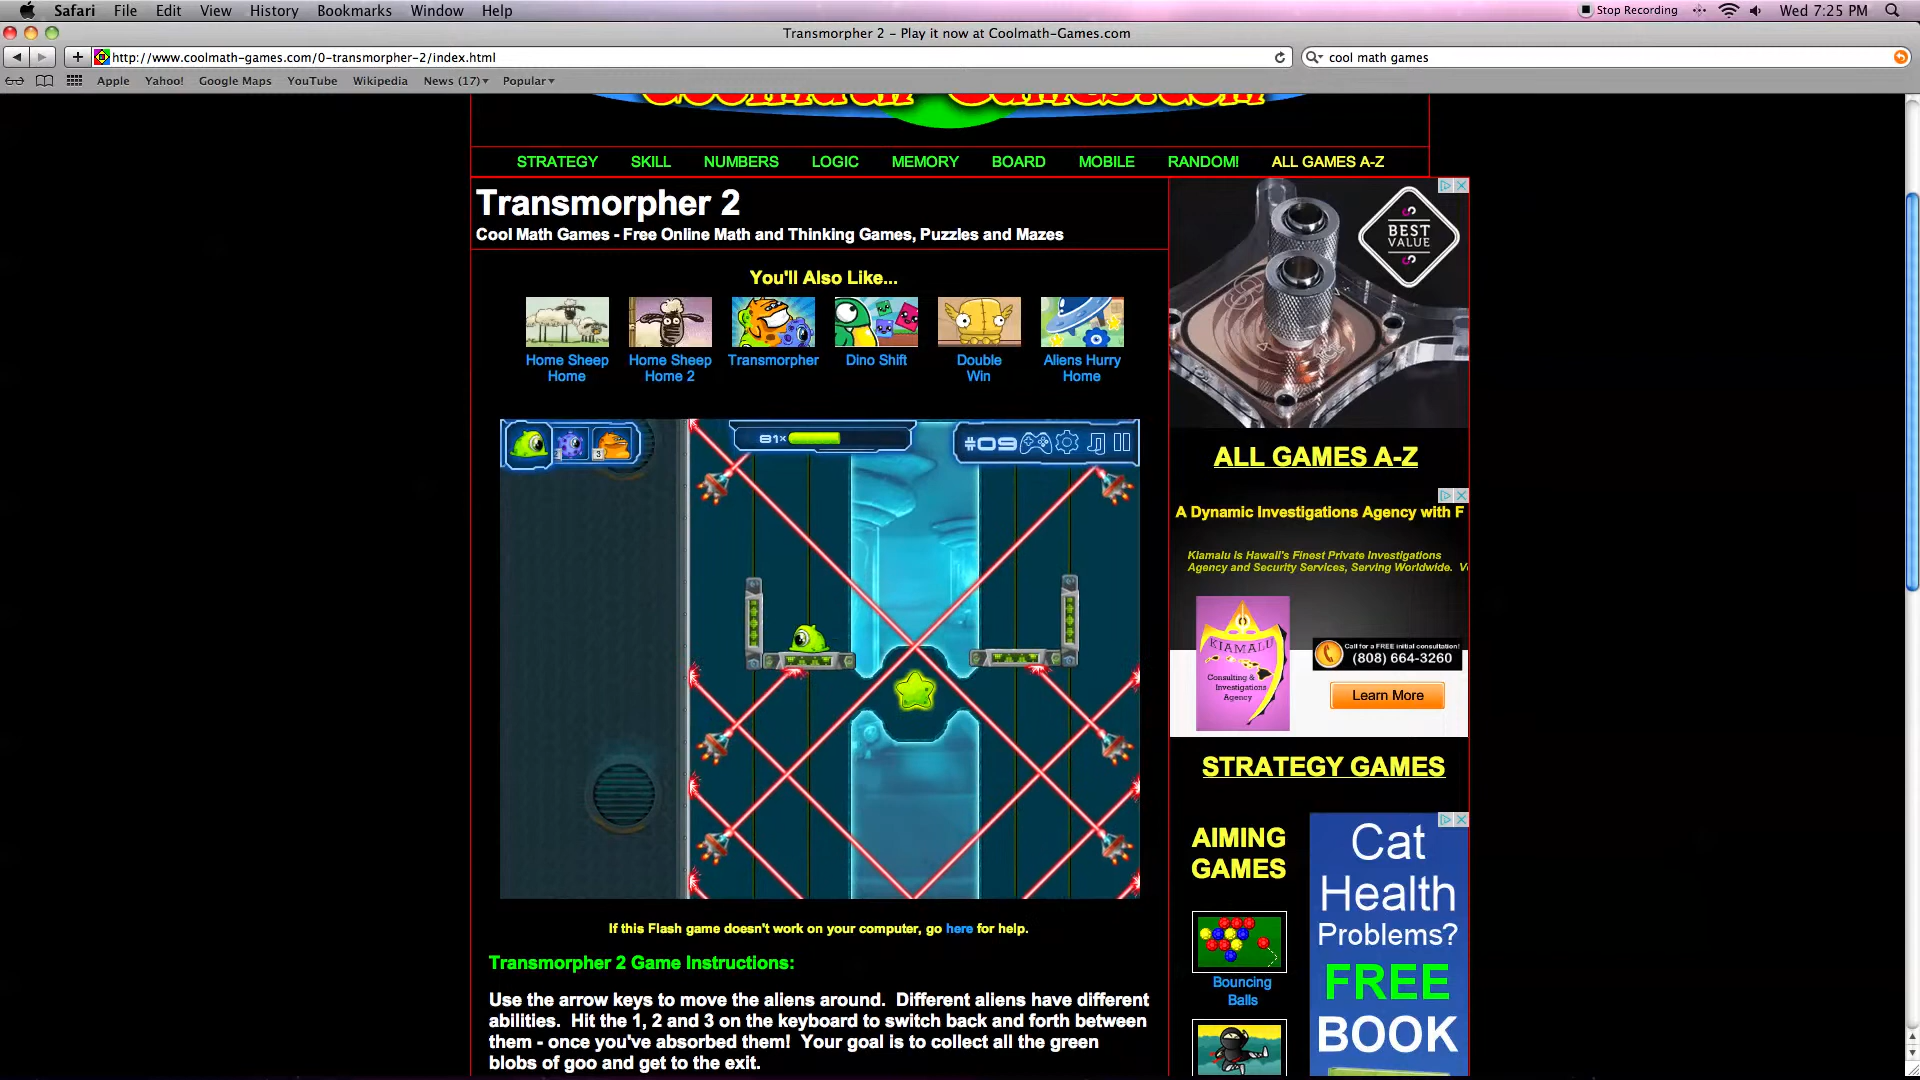 Safari File Edit View History Bookmarks Window Help Stop Recording Wed 7:25 PM
Transmorpher 2 – Play it now at Coolmath-Games.com
http://www.coolmath-games.com/0-transmorpher-2/index.html cool math games
Apple Yahoo! Google Maps YouTube Wikipedia News (17) Popular
Coolmath-Games.com
STRATEGY SKILL NUMBERS LOGIC MEMORY BOARD MOBILE RANDOM! ALL GAMES A-Z
Transmorpher 2
Cool Math Games - Free Online Math and Thinking Games, Puzzles and Mazes
You'll Also Like...
Home Sheep Home
Home Sheep Home 2
Transmorpher
Dino Shift
Double Win
Aliens Hurry Home
BEST VALUE
3
81x
#09
ALL GAMES A-Z
A Dynamic Investigations Agency with F
Kiamalu is Hawaii's Finest Private Investigations
Agency and Security Services, Serving Worldwide.
KIAMALU
Consulting &
Investigations
Agency
Call for a FREE initial consultation!
(808) 664-3260
Learn More
STRATEGY GAMES
AIMING
GAMES
Bouncing
Balls
Cat
Health
Problems?
FREE
BOOK
If this Flash game doesn't work on your computer, go here for help.
Transmorpher 2 Game Instructions:
Use the arrow keys to move the aliens around. Different aliens have different
abilities. Hit the 1, 2 and 3 on the keyboard to switch back and forth between
them - once you've absorbed them! Your goal is to collect all the green
blobs of goo and get to the exit.